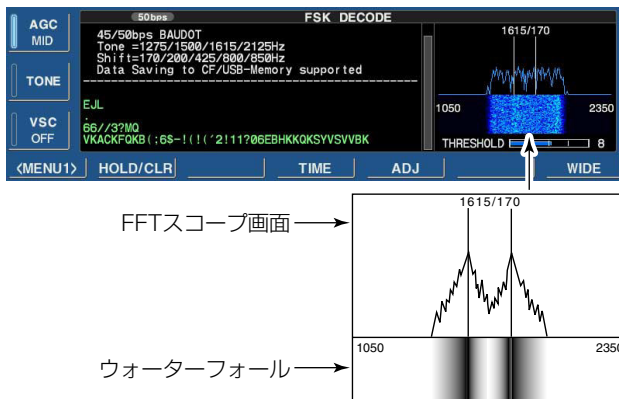 AGC
MID
TONE
VSC
OFF
50bps
FSK DECODE
45/50bps BAUDOT
Tone =1275/1500/1615/2125Hz
Shift=170/200/425/800/850Hz
Data Saving to CF/USB-Memory supported
EJL
.
66//3?MQ
VKACKFQKB(;6$-!(!(´2!11?06EBHKKQKSYVSVVBK
1615/170
1050
2350
THRESHOLD
8
<MENU1>
HOLD/CLR
TIME
ADJ
WIDE
FFTスコープ画面
1615/170
1050
2350
ウォーターフォール